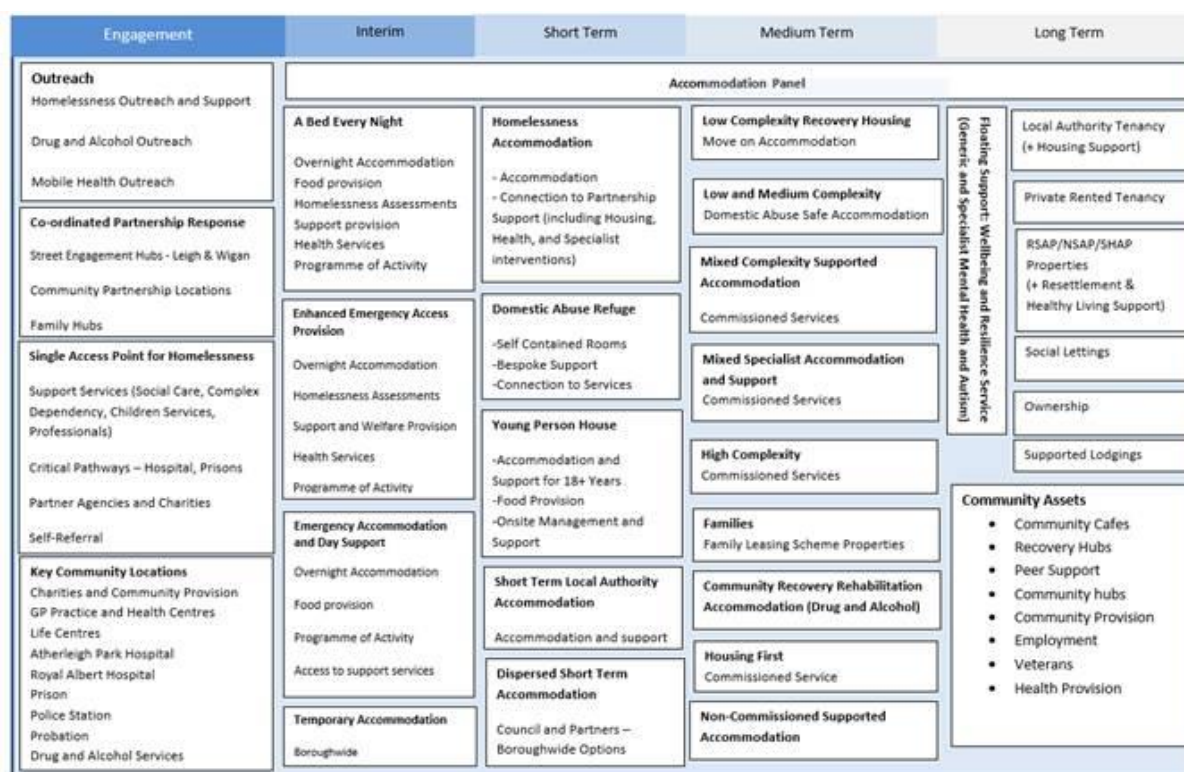 Engagement
Interim
Short Term
Medium Term
Long Term
Outreach
Homelessness Outreach and Support
Drug and Alcohol Outreach
Mobile Health Outreach
Co-ordinated Partnership Response
Street Engagement Hubs - Leigh & Wigan
Community Partnership Locations
Family Hubs
Single Access Point for Homelessness
Support Services (Social Care, Complex
Dependency, Children Services,
Professionals)
Critical Pathways – Hospital, Prisons
Partner Agencies and Charities
Self-Referral
Key Community Locations
Charities and Community Provision
GP Practice and Health Centres
Life Centres
Atherleigh Park Hospital
Royal Albert Hospital
Prison
Police Station
Probation
Drug and Alcohol Services
Accommodation Panel
A Bed Every Night
Overnight Accommodation
Food provision
Homelessness Assessments
Support provision
Health Services
Programme of Activity
Enhanced Emergency Access
Provision
Overnight Accommodation
Homelessness Assessments
Support and Welfare Provision
Health Services
Programme of Activity
Emergency Accommodation
and Day Support
Overnight Accommodation
Food provision
Programme of Activity
Access to support services
Temporary Accommodation
Boroughwide
Homelessness
Accommodation
- Accommodation
- Connection to Partnership
Support (including Housing,
Health, and Specialist
interventions)
Domestic Abuse Refuge
-Self Contained Rooms
-Bespoke Support
-Connection to Services
Young Person House
-Accommodation and
Support for 18+ Years
-Food Provision
-Onsite Management and
Support
Short Term Local Authority
Accommodation
Accommodation and support
Dispersed Short Term
Accommodation
Council and Partners –
Boroughwide Options
Low Complexity Recovery Housing
Move on Accommodation
Low and Medium Complexity
Domestic Abuse Safe Accommodation
Mixed Complexity Supported
Accommodation
Commissioned Services
Mixed Specialist Accommodation
and Support
Commissioned Services
High Complexity
Commissioned Services
Families
Family Leasing Scheme Properties
Community Recovery Rehabilitation
Accommodation (Drug and Alcohol)
Housing First
Commissioned Service
Non-Commissioned Supported
Accommodation
Floating Support: Wellbeing and Resilience Service
(Generic and Specialist Mental Health and Autism)
Local Authority Tenancy
(+ Housing Support)
Private Rented Tenancy
RSAP/NSAP/SHAP
Properties
(+ Resettlement &
Healthy Living Support)
Social Lettings
Ownership
Supported Lodgings
Community Assets
• Community Cafes
• Recovery Hubs
• Peer Support
• Community hubs
• Community Provision
• Employment
• Veterans
• Health Provision